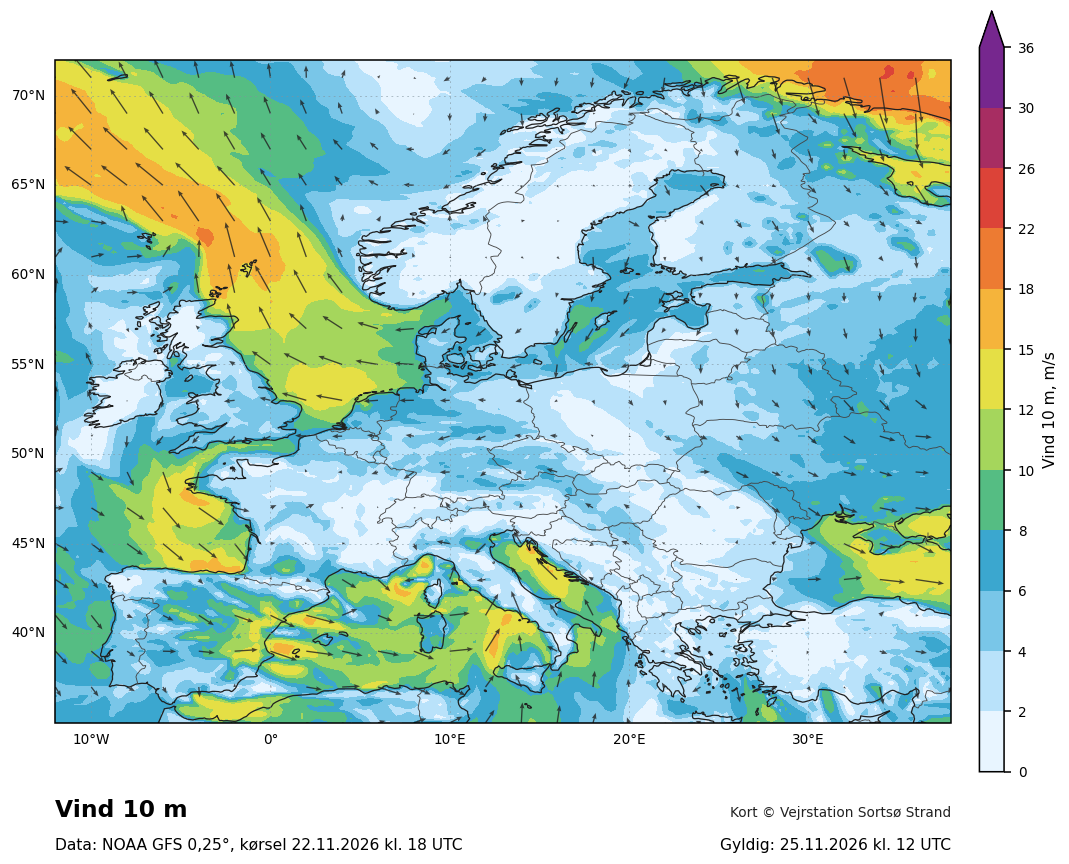 36
30
26
22
18
15
12
10
8
6
4
2
0
Vind 10 m, m/s
70°N
65°N
60°N
55°N
50°N
45°N
40°N
10°W
0°
10°E
20°E
30°E
Vind 10 m
Kort © Vejrstation Sortsø Strand
Data: NOAA GFS 0,25°, kørsel 22.11.2026 kl. 18 UTC
Gyldig: 25.11.2026 kl. 12 UTC